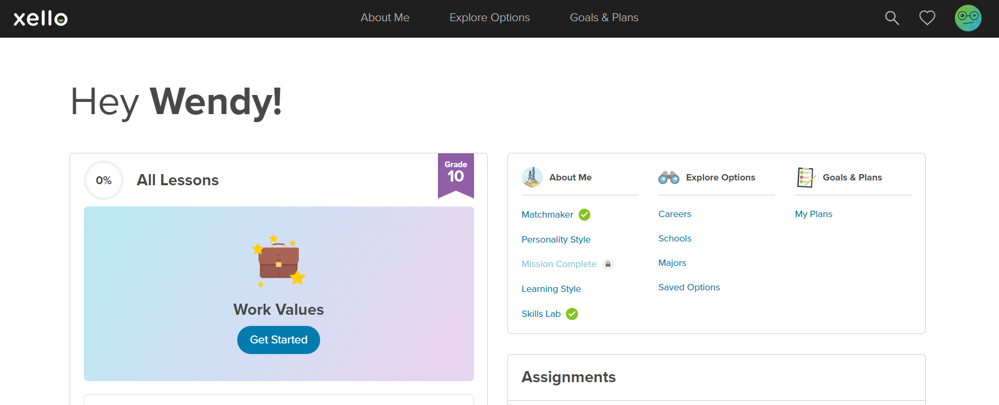 xello
About Me
Explore Options
Goals & Plans
Hey Wendy!
0%
All Lessons
Grade
10
Work Values
Get Started
About Me
Matchmaker
Personality Style
Mission Complete
Learning Style
Skills Lab
Explore Options
Careers
Schools
Majors
Saved Options
Goals & Plans
My Plans
Assignments